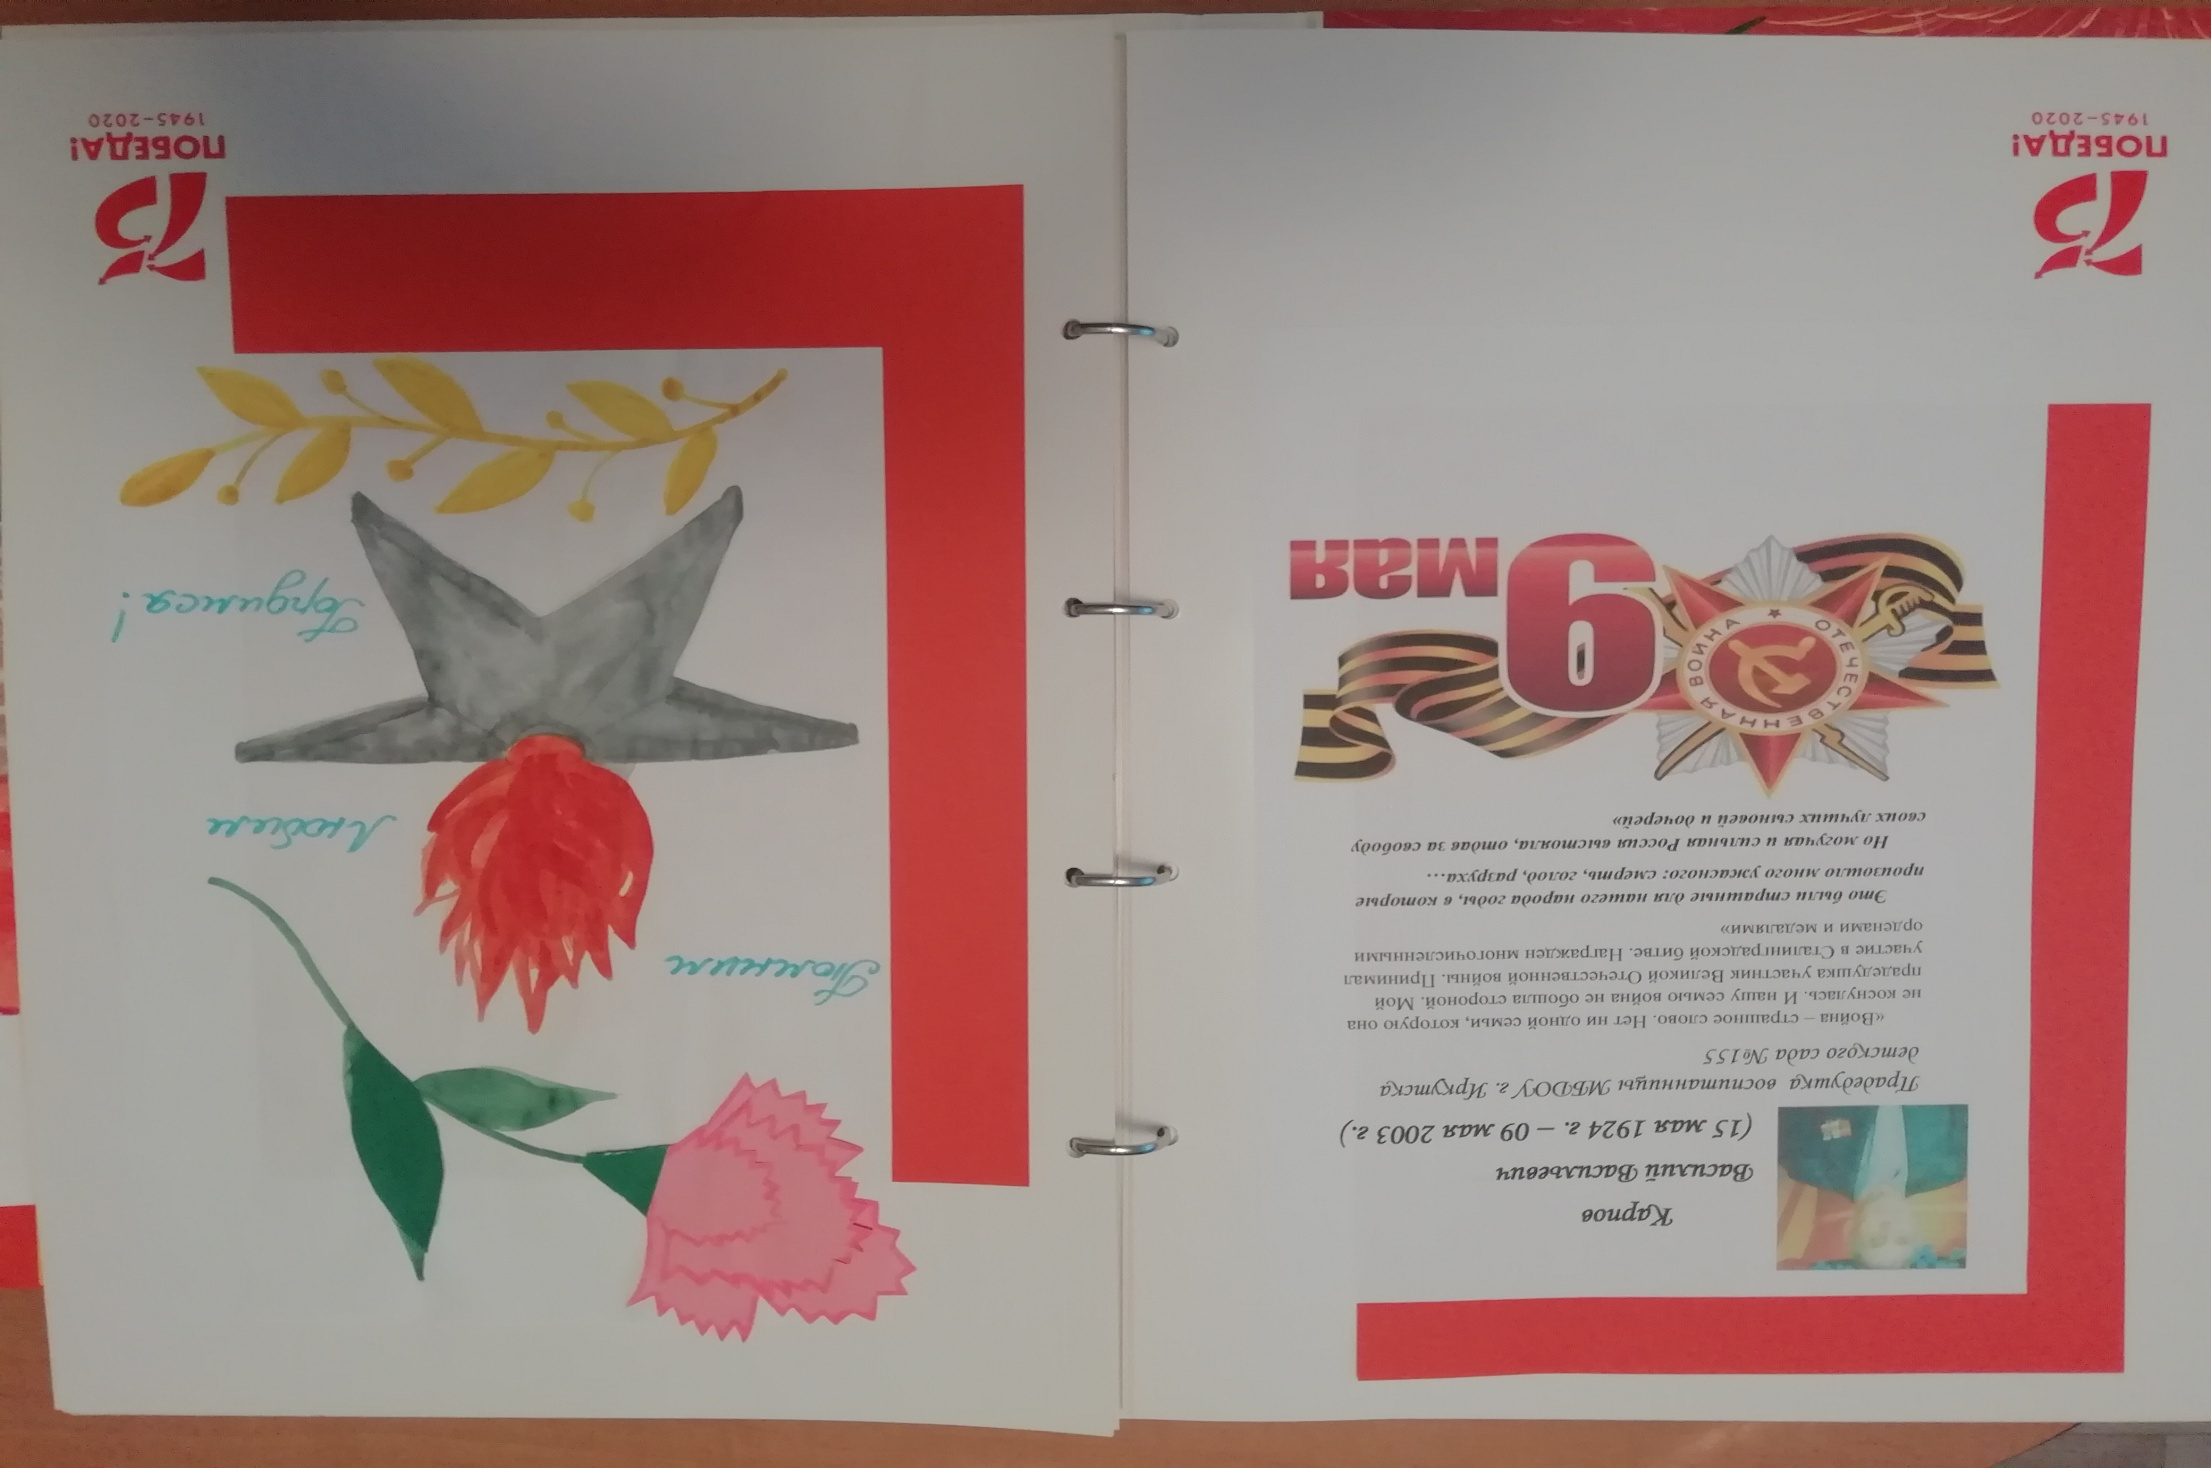 Карпов
Василий Васильевич
(15 мая 1924 г. – 09 мая 2003 г.)
Прадедушка воспитанницы МБДОУ г. Иркутска
детского сада №155
«Война – страшное слово. Нет ни одной семьи, которую она
не коснулась. И нашу семью война не обошла стороной. Мой
прадедушка участник Великой Отечественной войны. Принимал
участие в Сталинградской битве. Награжден многочисленными
орденами и медалями»
Это были страшные для нашего народа годы, в которые
произошло много ужасного: смерть, голод, разруха…
Но могучая и сильная Россия выстояла, отдав за свободу
своих лучших сыновей и дочерей»
ОТЕЧЕСТВЕННАЯ ВОЙНА
9 мая
75
ПОБЕДА!
1945–2020
Помним
Любим
Гордимся!
75
ПОБЕДА!
1945–2020